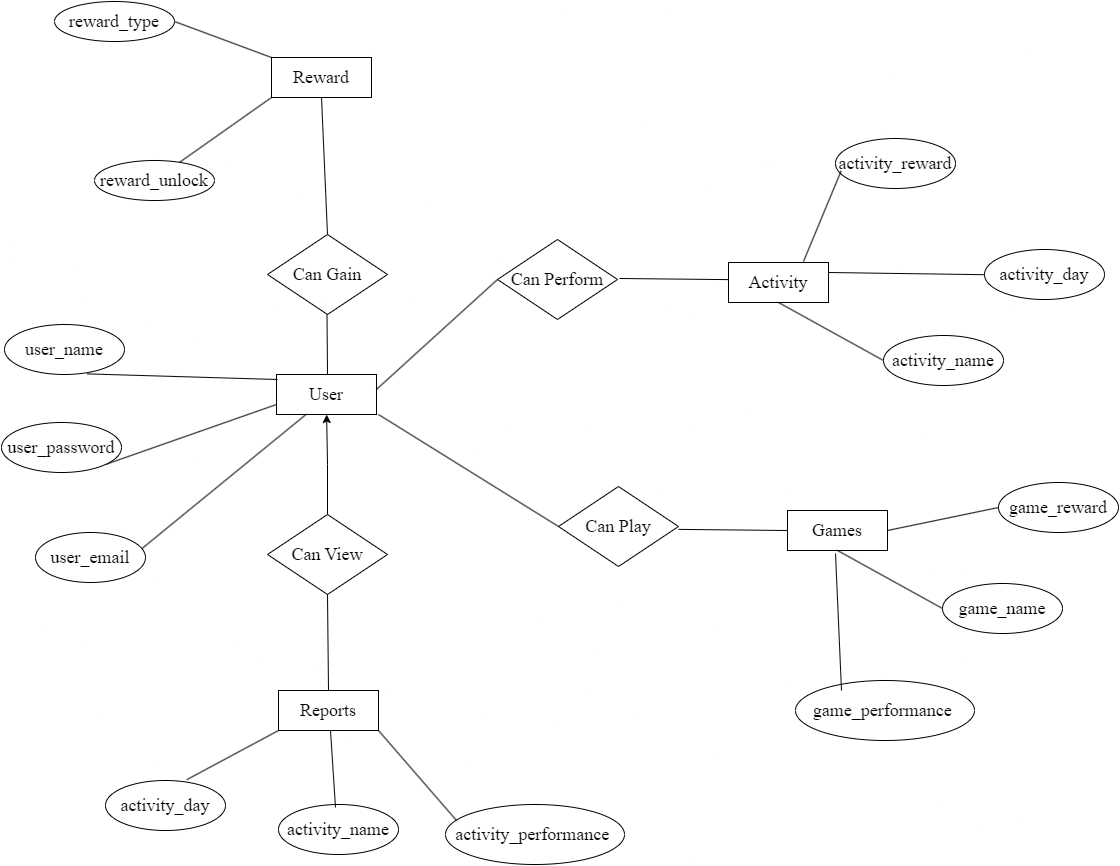 reward_type
Reward
activity_reward
reward_unlock
Can Gain
Can Perform
Activity
activity_day
user_name
activity_name
User
user_password
game_reward
Can Play
Games
user_email
Can View
game_name
Reports
game_performance
activity_day
activity_name
activity_performance